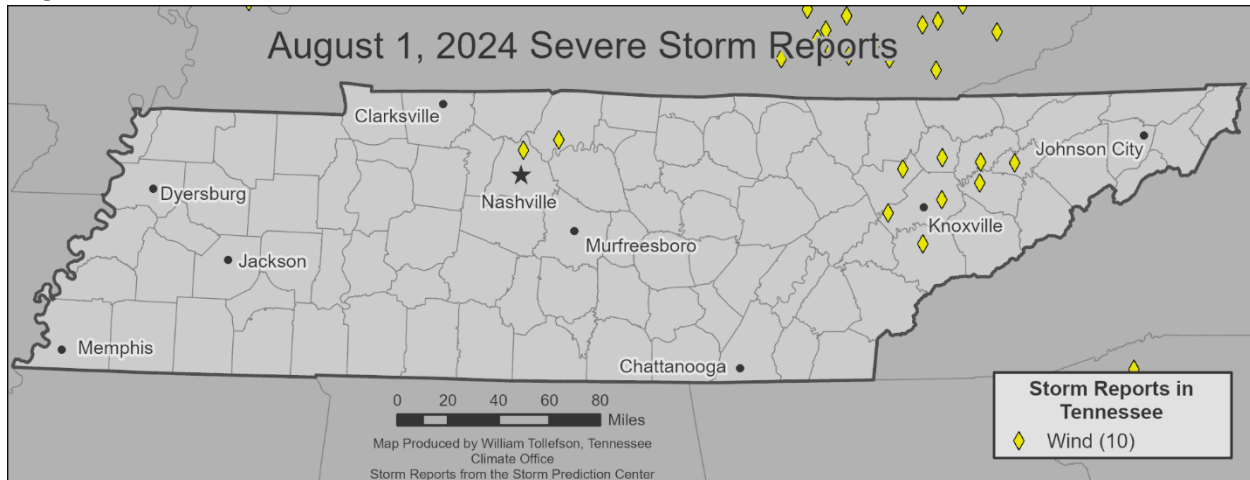 August 1, 2024 Severe Storm Reports
Clarksville
Johnson City
Dyersburg
Nashville
Knoxville
Murfreesboro
Jackson
Memphis
Chattanooga
0 20 40 60 80
Miles
Map Produced by William Tollefson, Tennessee
Climate Office
Storm Reports from the Storm Prediction Center
Storm Reports in
Tennessee
Wind (10)